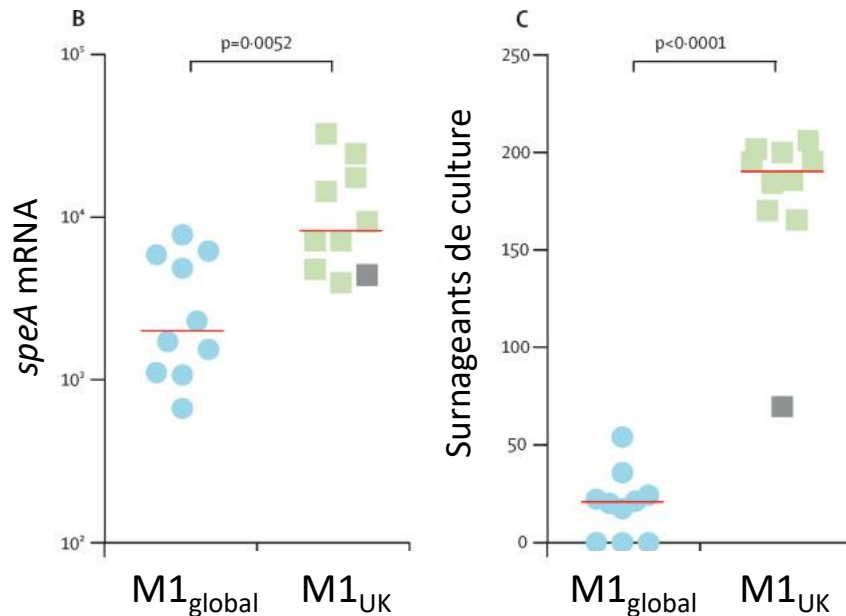 B
p=0·0052
10⁵
10⁴
10³
10²
speA mRNA
M1global
M1UK
C
p<0·0001
250
200
150
100
50
0
Surnageants de culture
M1global
M1UK